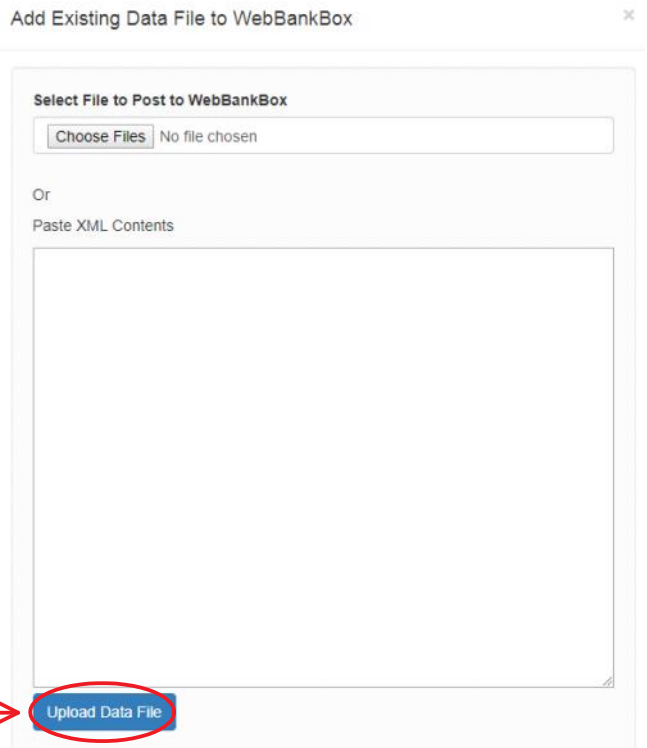 Add Existing Data File to WebBankBox ×
Select File to Post to WebBankBox
Choose Files No file chosen
Or
Paste XML Contents
Upload Data File